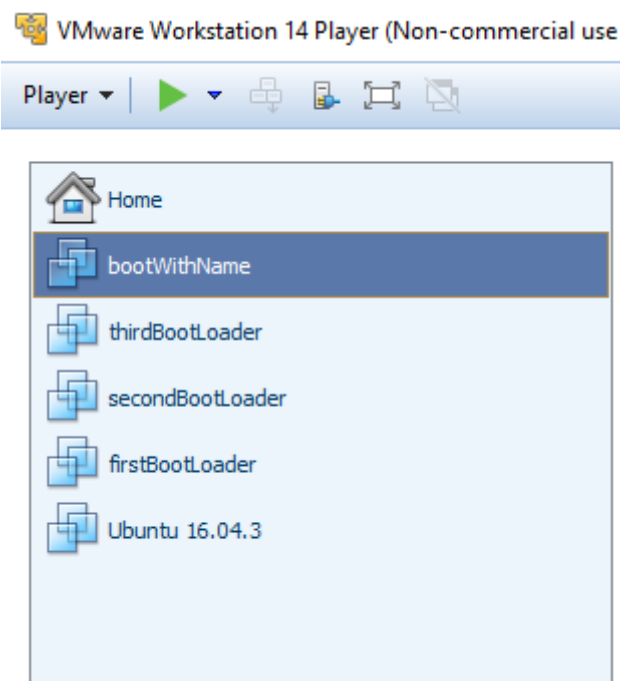 VMware Workstation 14 Player (Non-commercial use
Player
Home
bootWithName
thirdBootLoader
secondBootLoader
firstBootLoader
Ubuntu 16.04.3